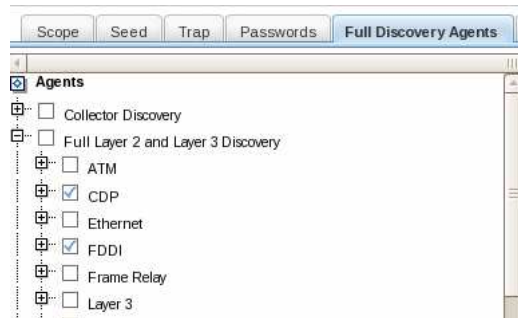 Scope Seed Trap Passwords Full Discovery Agents
Agents
Collector Discovery
Full Layer 2 and Layer 3 Discovery
ATM
CDP
Ethernet
FDDI
Frame Relay
Layer 3